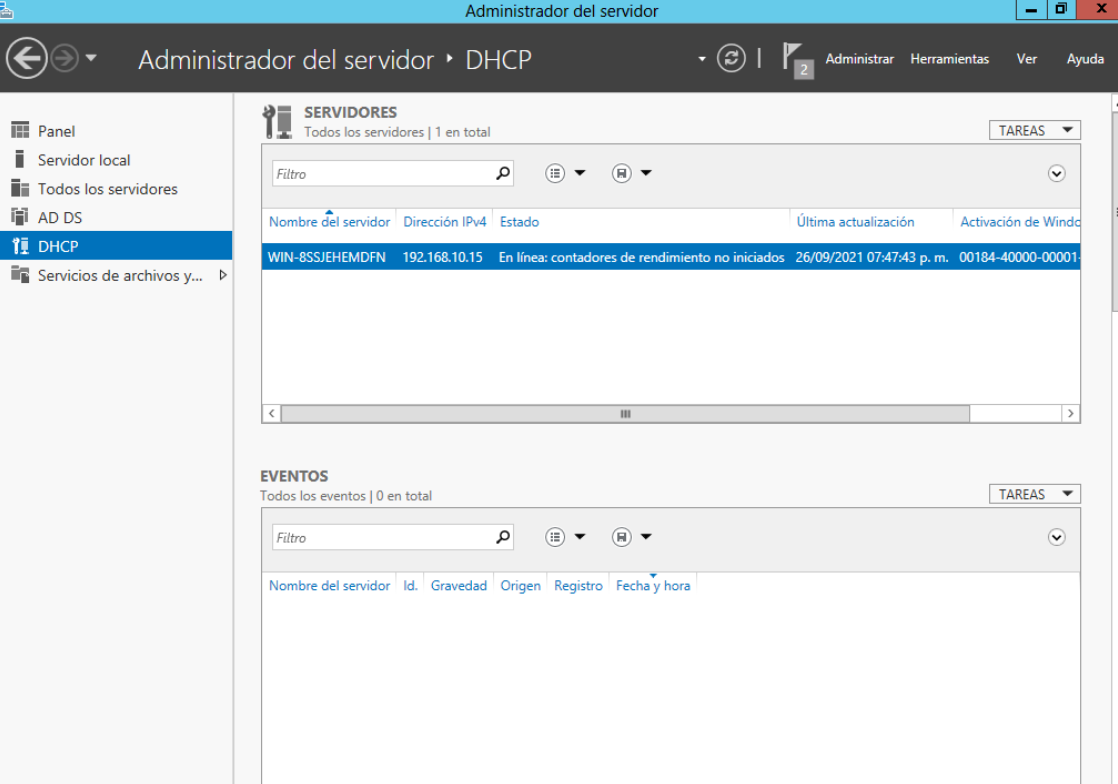 Administrador del servidor
Administrador del servidor DHCP
2
Administrar Herramientas Ver Ayuda
Panel
Servidor local
Todos los servidores
AD DS
DHCP
Servicios de archivos y...
SERVIDORES
Todos los servidores | 1 en total
TAREAS
Filtro
Nombre del servidor Dirección IPv4 Estado Última actualización Activación de Windo
WIN-8SSJEHEMDFN 192.168.10.15 En línea: contadores de rendimiento no iniciados 26/09/2021 07:47:43 p. m. 00184-40000-00001-
EVENTOS
Todos los eventos | 0 en total
TAREAS
Filtro
Nombre del servidor Id. Gravedad Origen Registro Fecha y hora